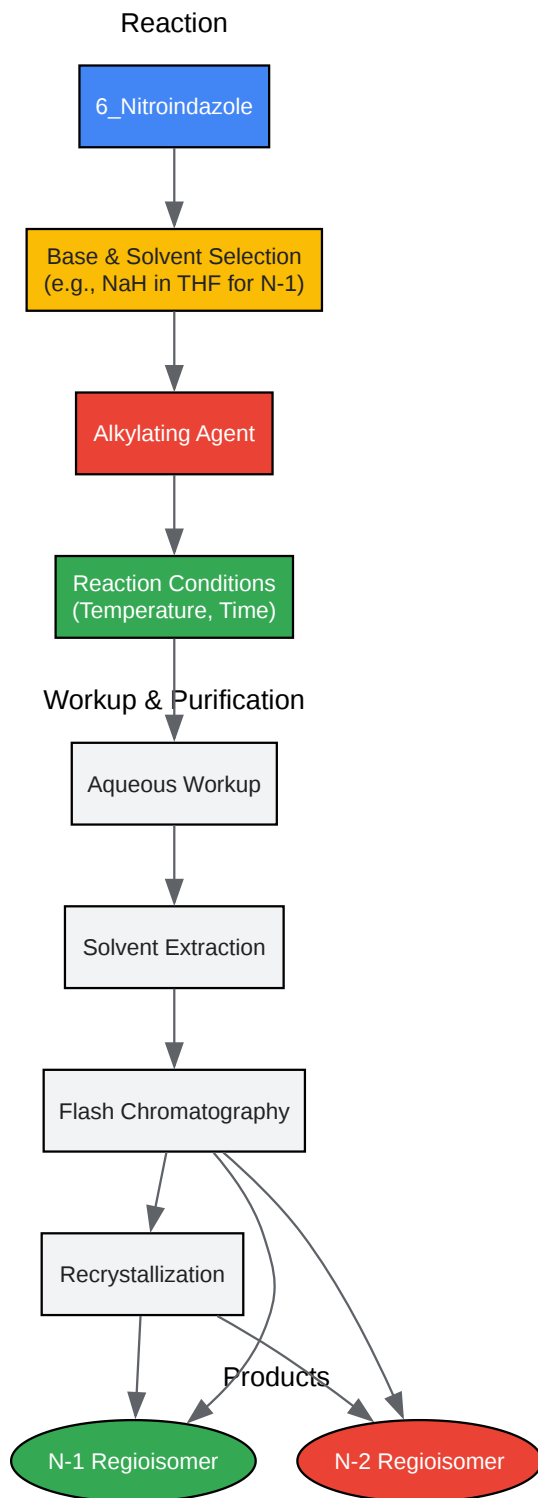 Reaction
6_Nitroindazole
Base & Solvent Selection
(e.g., NaH in THF for N-1)
Alkylating Agent
Reaction Conditions
(Temperature, Time)
Workup & Purification
Aqueous Workup
Solvent Extraction
Flash Chromatography
Recrystallization
Products
N-1 Regioisomer
N-2 Regioisomer